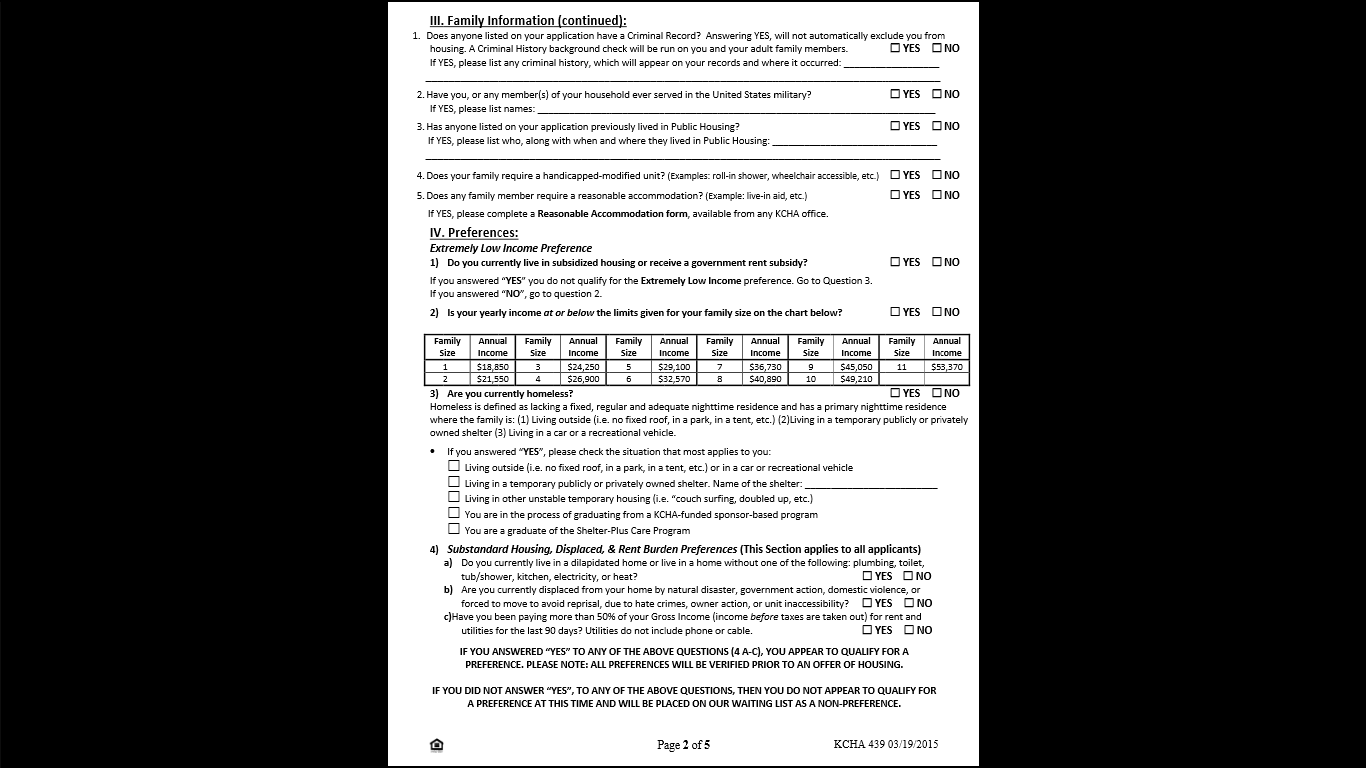 III. Family Information (continued):
1. Does anyone listed on your application have a Criminal Record? Answering YES, will not automatically exclude you from
housing. A Criminal History background check will be run on you and your adult family members. ☐ YES ☐ NO
If YES, please list any criminal history, which will appear on your records and where it occurred: ___________________
2. Have you, or any member(s) of your household ever served in the United States military? ☐ YES ☐ NO
If YES, please list names: ___________________
3. Has anyone listed on your application previously lived in Public Housing? ☐ YES ☐ NO
If YES, please list who, along with when and where they lived in Public Housing: ___________________
4. Does your family require a handicapped-modified unit? (Examples: roll-in shower, wheelchair accessible, etc.) ☐ YES ☐ NO
5. Does any family member require a reasonable accommodation? (Example: live-in aid, etc.) ☐ YES ☐ NO
If YES, please complete a Reasonable Accommodation form, available from any KCHA office.
IV. Preferences:
Extremely Low Income Preference
1) Do you currently live in subsidized housing or receive a government rent subsidy? ☐ YES ☐ NO
If you answered “YES” you do not qualify for the Extremely Low Income preference. Go to Question 3.
If you answered “NO”, go to question 2.
2) Is your yearly income at or below the limits given for your family size on the chart below? ☐ YES ☐ NO
Family Annual Family Annual Family Annual Family Annual Family Annual Family Annual
Size Income Size Income Size Income Size Income Size Income Size Income
1 $18,850 3 $24,250 5 $29,100 7 $36,730 9 $45,050 11 $53,370
2 $21,550 4 $26,900 6 $32,570 8 $40,890 10 $49,210
3) Are you currently homeless? ☐ YES ☐ NO
Homeless is defined as lacking a fixed, regular and adequate nighttime residence and has a primary nighttime residence
where the family is: (1) Living outside (i.e. no fixed roof, in a park, in a tent, etc.) (2)Living in a temporary publicly or privately
owned shelter (3) Living in a car or a recreational vehicle.
• If you answered “YES”, please check the situation that most applies to you:
☐ Living outside (i.e. no fixed roof, in a park, in a tent, etc.) or in a car or recreational vehicle
☐ Living in a temporary publicly or privately owned shelter. Name of the shelter: ___________________
☐ Living in other unstable temporary housing (i.e. “couch surfing, doubled up, etc.)
☐ You are in the process of graduating from a KCHA-funded sponsor-based program
☐ You are a graduate of the Shelter-Plus Care Program
4) Substandard Housing, Displaced, & Rent Burden Preferences (This Section applies to all applicants)
a) Do you currently live in a dilapidated home or live in a home without one of the following: plumbing, toilet,
tub/shower, kitchen, electricity, or heat? ☐ YES ☐ NO
b) Are you currently displaced from your home by natural disaster, government action, domestic violence, or
forced to move to avoid reprisal, due to hate crimes, owner action, or unit inaccessibility? ☐ YES ☐ NO
c)Have you been paying more than 50% of your Gross Income (income before taxes are taken out) for rent and
utilities for the last 90 days? Utilities do not include phone or cable. ☐ YES ☐ NO
IF YOU ANSWERED “YES” TO ANY OF THE ABOVE QUESTIONS (4 A-C), YOU APPEAR TO QUALIFY FOR A
PREFERENCE. PLEASE NOTE: ALL PREFERENCES WILL BE VERIFIED PRIOR TO AN OFFER OF HOUSING.
IF YOU DID NOT ANSWER “YES”, TO ANY OF THE ABOVE QUESTIONS, THEN YOU DO NOT APPEAR TO QUALIFY FOR
A PREFERENCE AT THIS TIME AND WILL BE PLACED ON OUR WAITING LIST AS A NON-PREFERENCE.
Page 2 of 5 KCHA 439 03/19/2015